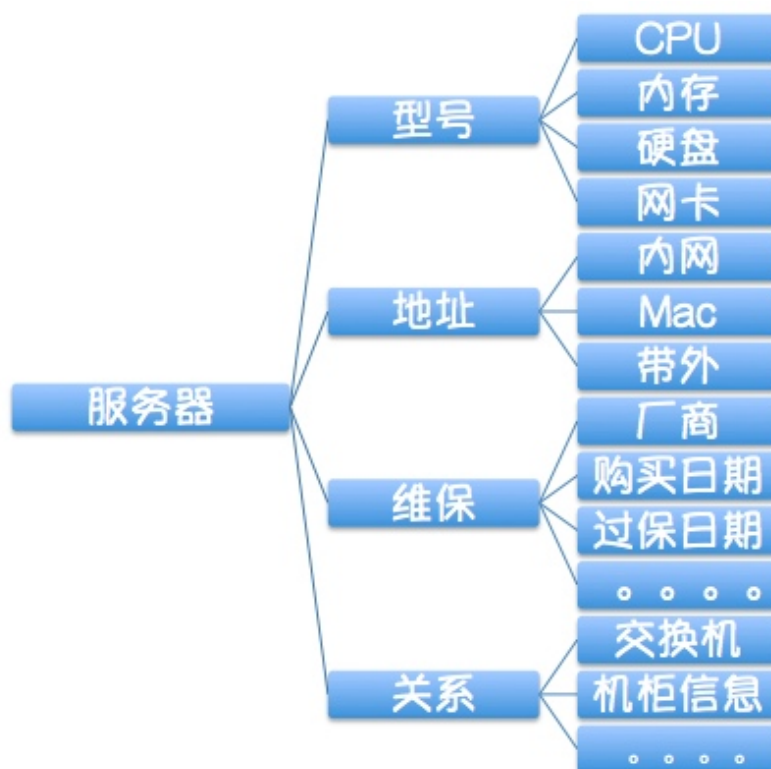 服务器
型号
CPU
内存
硬盘
网卡
地址
内网
Mac
带外
维保
厂商
购买日期
过保日期
。。。。
关系
交换机
机柜信息
。。。。